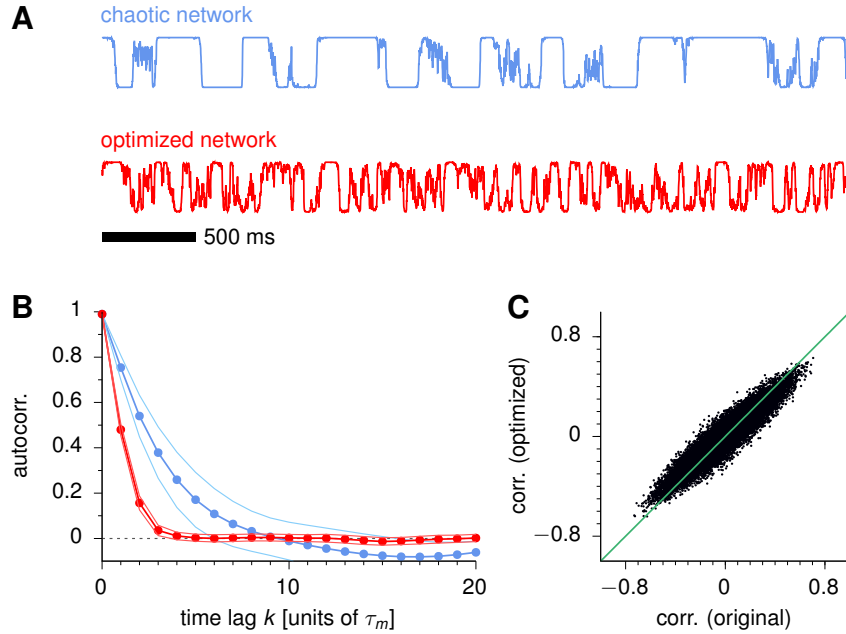 A
chaotic network
optimized network
500 ms
B
1
0.8
0.6
0.4
0.2
0
autocorr.
0
10
20
time lag k [units of τm]
C
0.8
0
−0.8
corr. (optimized)
−0.8
0
0.8
corr. (original)